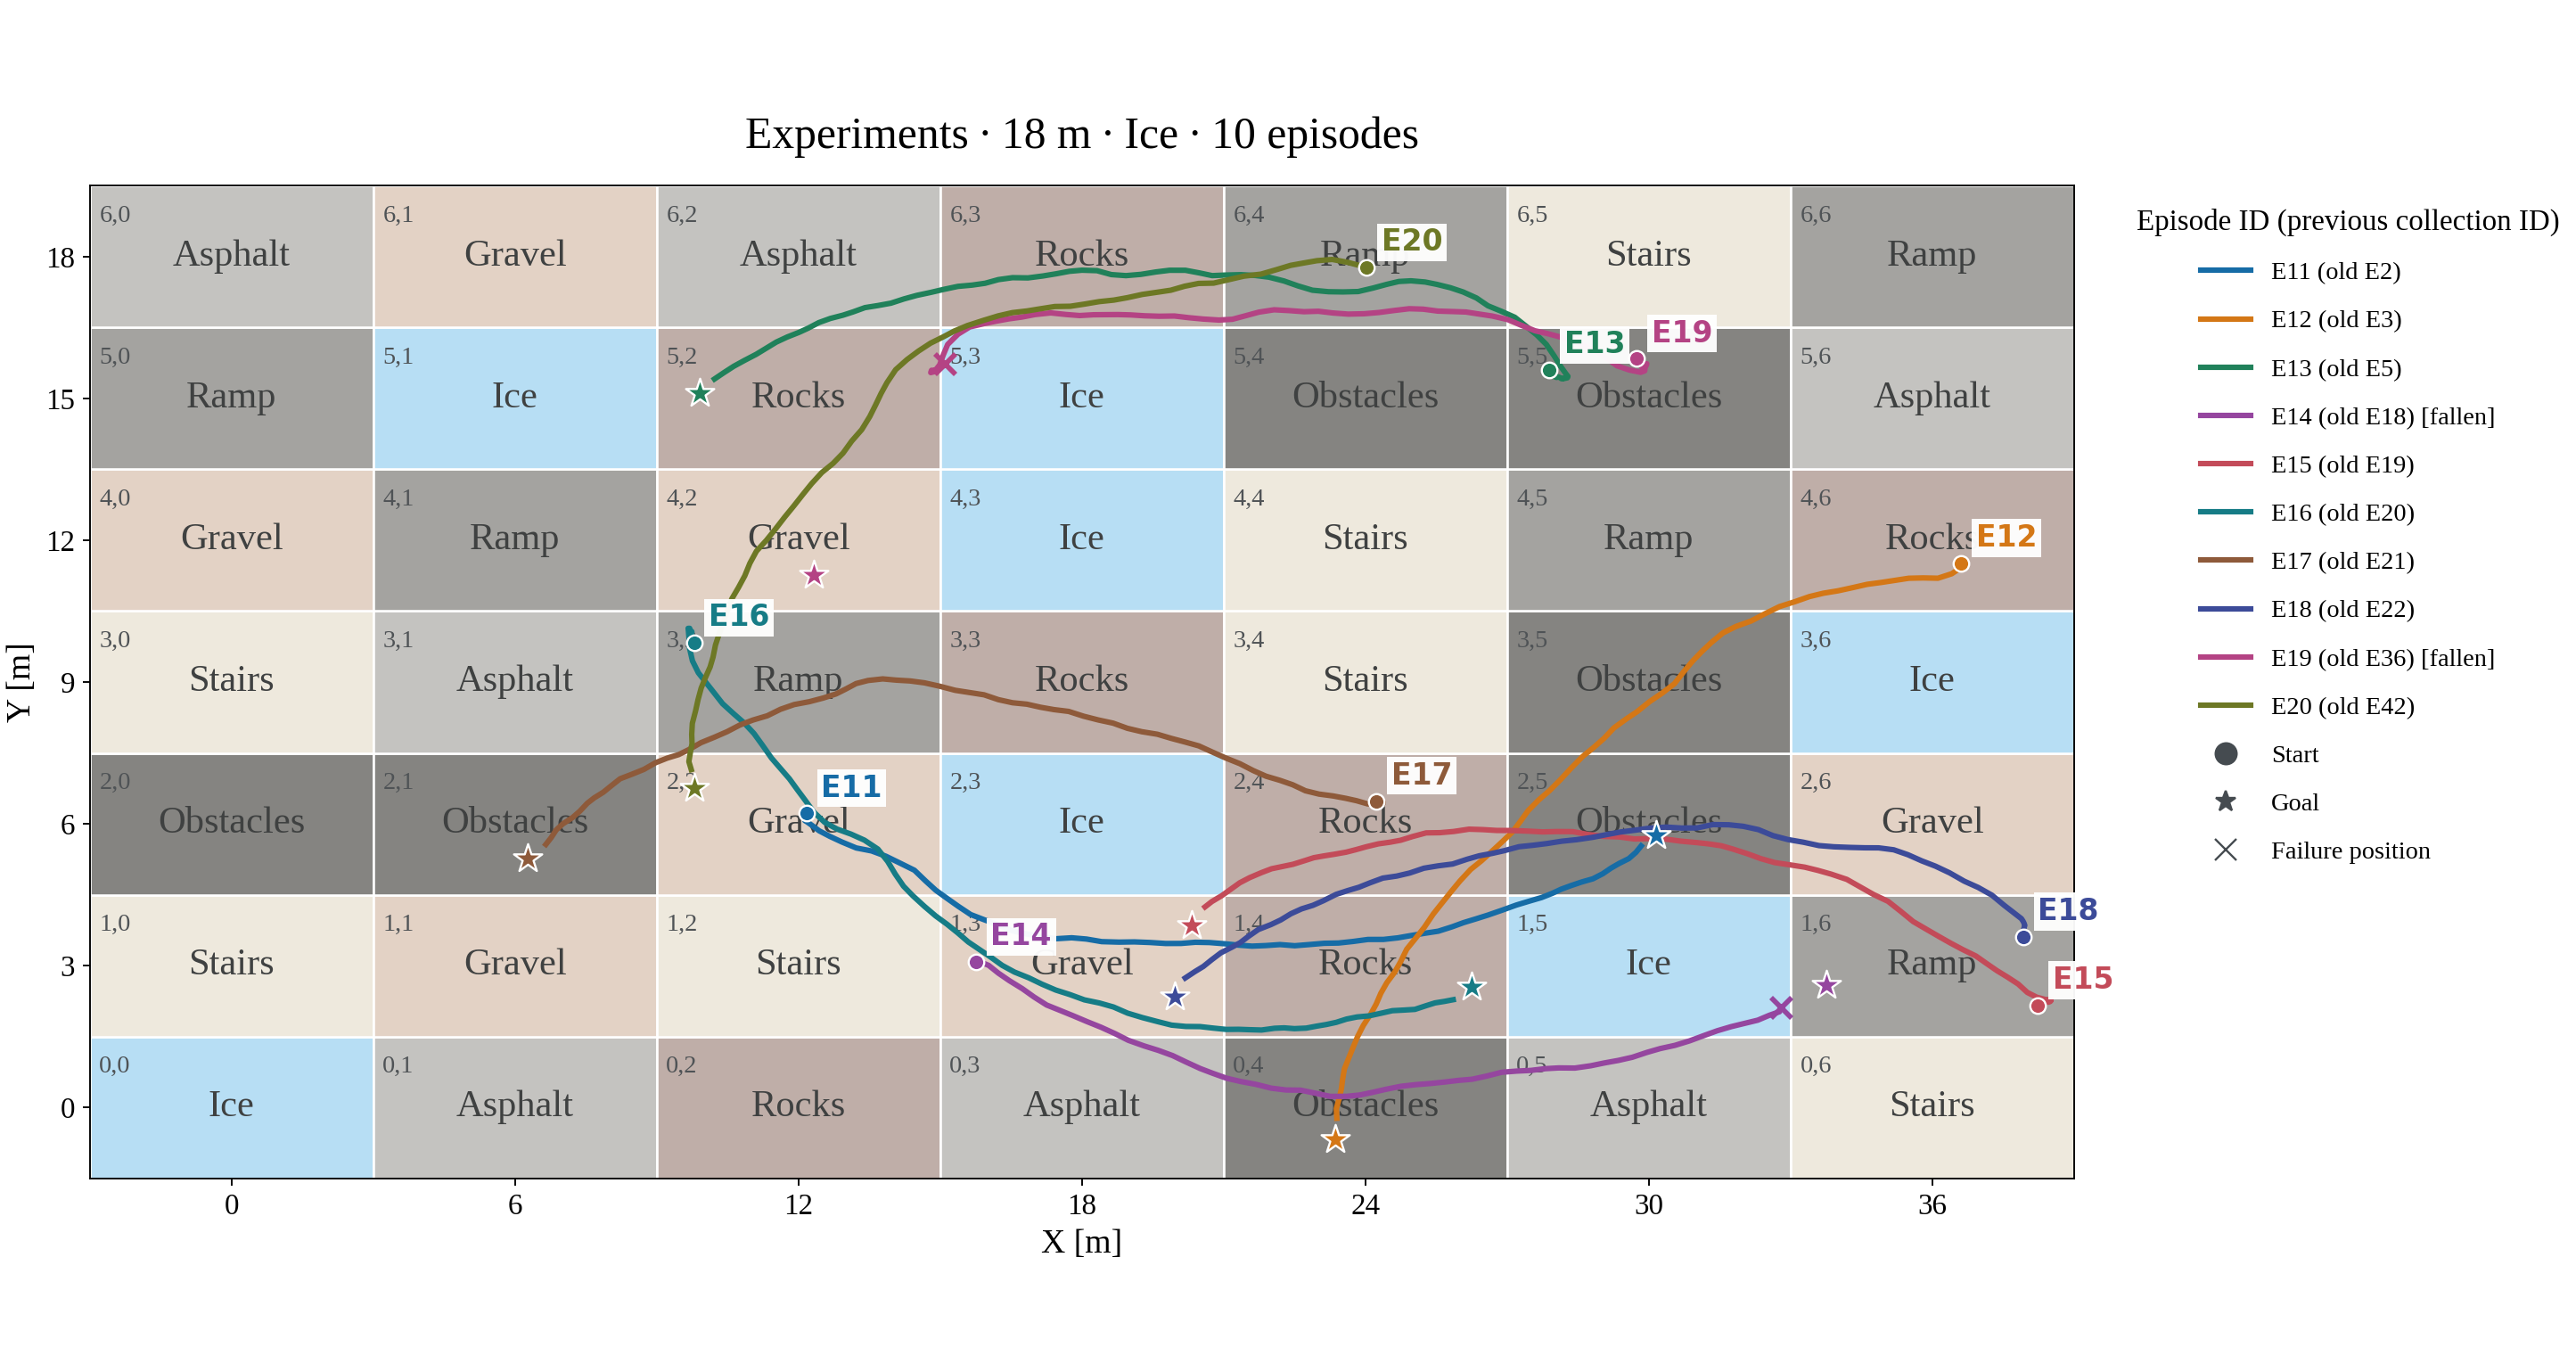 Experiments · 18 m · Ice · 10 episodes
6,0 6,1 6,2 6,3 6,4 6,5 6,6
Asphalt Gravel Asphalt Rocks Ramp Stairs Ramp
E20
5,0 5,1 5,2 5,3 5,4 5,5 5,6
Ramp Ice Rocks Ice Obstacles Obstacles Asphalt
E13 E19
4,0 4,1 4,2 4,3 4,4 4,5 4,6
Gravel Ramp Gravel Ice Stairs Ramp Rocks
E12
E16
3,0 3,1 3, 3,3 3,4 3,5 3,6
Stairs Asphalt Ramp Rocks Stairs Obstacles Ice
E11 E17
2,0 2,1 2,2 2,3 2,4 2,5 2,6
Obstacles Obstacles Gravel Ice Rocks Obstacles Gravel
E14 E18
1,0 1,1 1,2 1,3 1,4 1,5 1,6
Stairs Gravel Stairs Gravel Rocks Ice Ramp
E15
0,0 0,1 0,2 0,3 0,4 0,5 0,6
Ice Asphalt Rocks Asphalt Obstacles Asphalt Stairs
18
15
12
9
6
3
0
Y [m]
0 6 12 18 24 30 36
X [m]
Episode ID (previous collection ID)
E11 (old E2)
E12 (old E3)
E13 (old E5)
E14 (old E18) [fallen]
E15 (old E19)
E16 (old E20)
E17 (old E21)
E18 (old E22)
E19 (old E36) [fallen]
E20 (old E42)
Start
Goal
Failure position